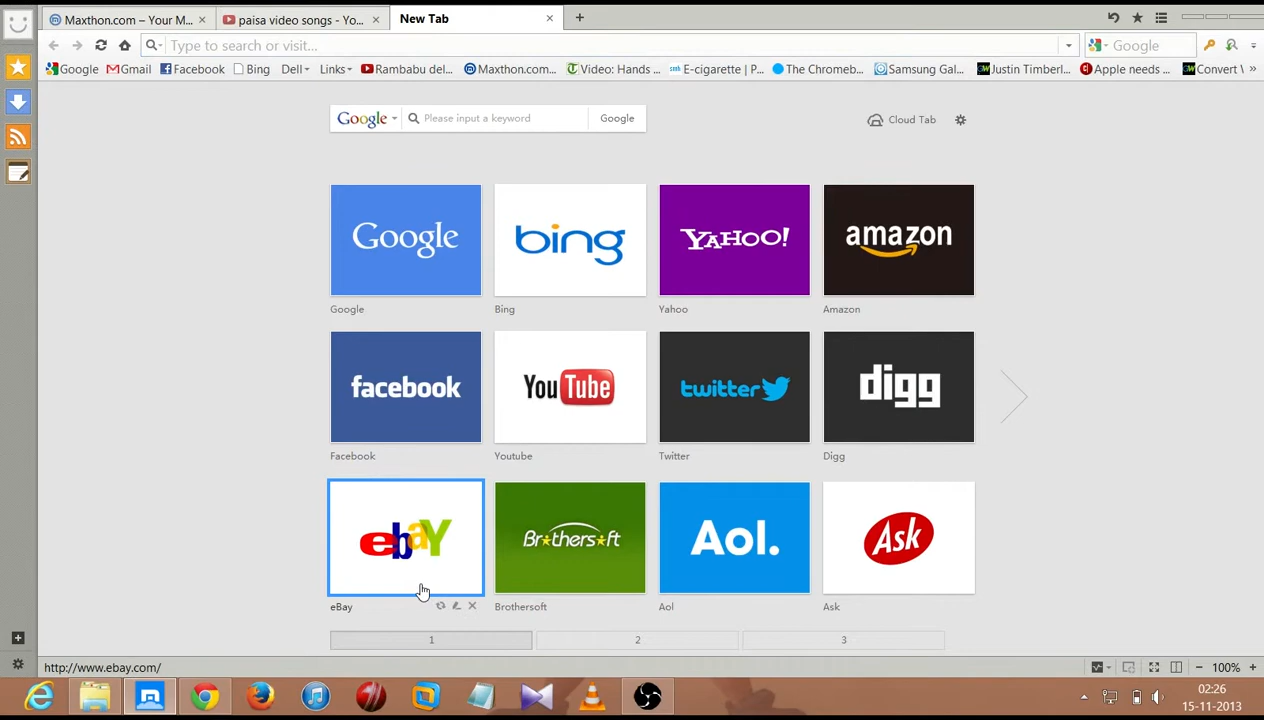 Maxthon.com – Your M...
paisa video songs - Yo...
New Tab
Type to search or visit...
Google
Google
Gmail
Facebook
Bing
Dell
Links
Rambabu del...
Maxthon.com...
Video: Hands ...
E-cigarette | P...
The Chromeb...
Samsung Gal...
Justin Timberl...
Apple needs ...
Convert \
Google
Please input a keyword
Google
Cloud Tab
Google
bing
YAHOO!
amazon
Google
Bing
Yahoo
Amazon
facebook
YouTube
twitter
digg
Facebook
Youtube
Twitter
Digg
ebaY
Brothersoft
Aol.
Ask
eBay
Brothersoft
Aol
Ask
1
2
3
http://www.ebay.com/
100%
02:26
15-11-2013